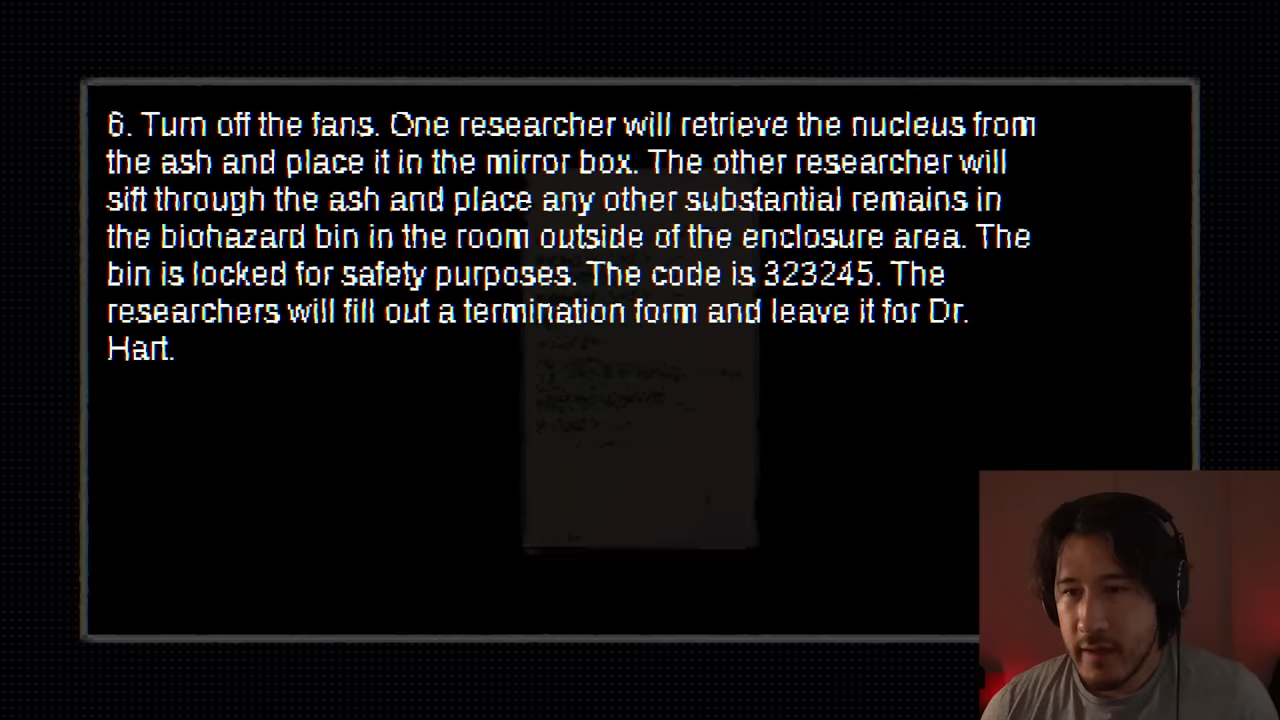 6. Turn off the fans. One researcher will retrieve the nucleus from
the ash and place it in the mirror box. The other researcher will
sift through the ash and place any other substantial remains in
the biohazard bin in the room outside of the enclosure area. The
bin is locked for safety purposes. The code is 323245. The
researchers will fill out a termination form and leave it for Dr.
Hart.